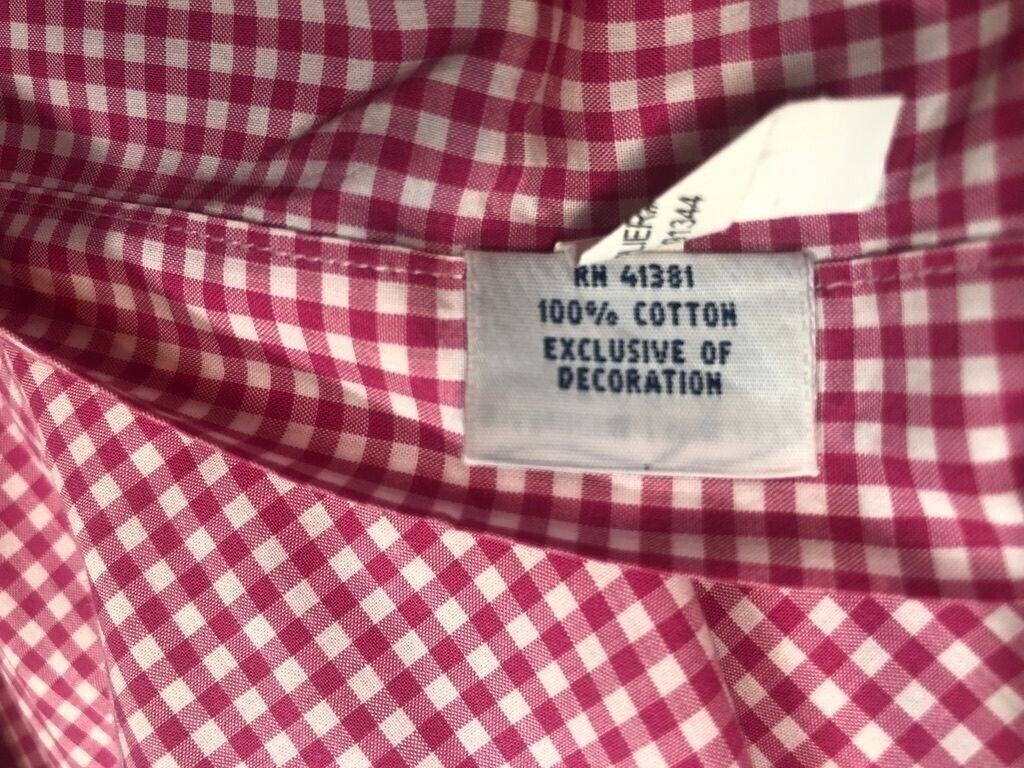 RN 41381
100% COTTON
EXCLUSIVE OF
DECORATION